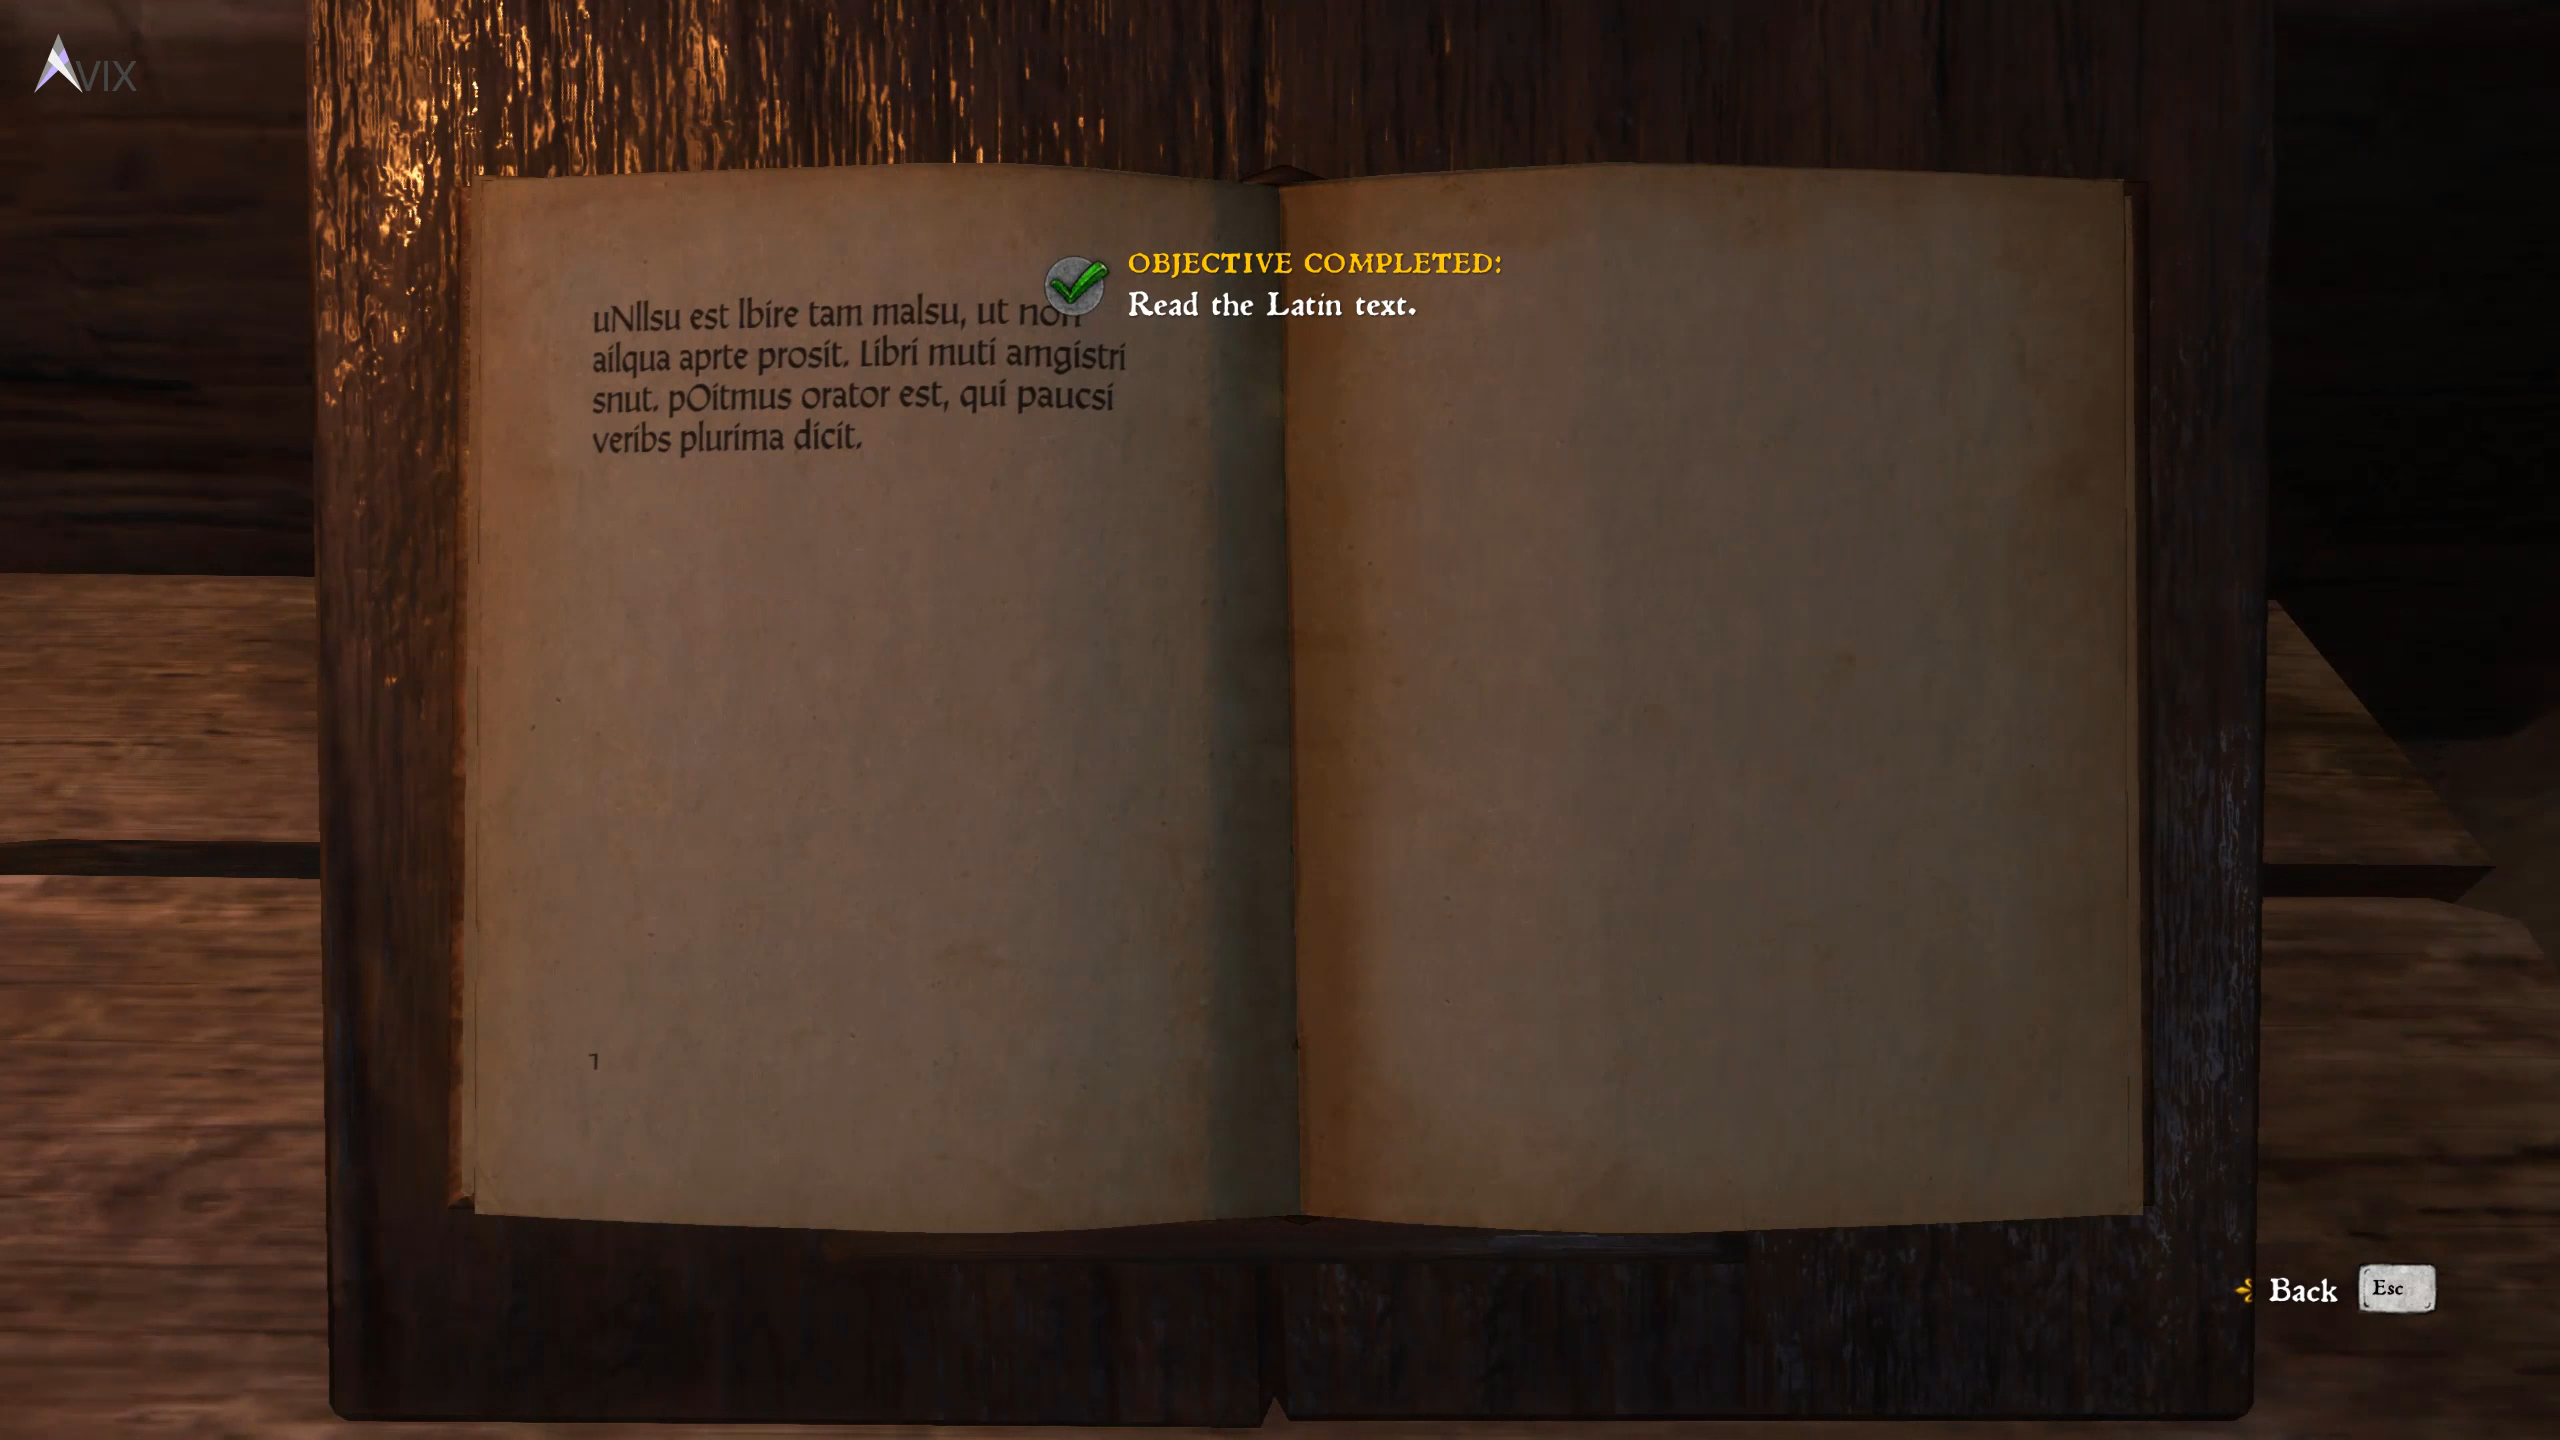 AVIX
OBJECTIVE COMPLETED:
Read the Latin text.
uNllsu est lbire tam malsu, ut non
ailqua aprte prosit. Libri muti amgistri
snut. pOitmus orator est, qui paucsi
veribs plurima dicit.
1
Back Esc